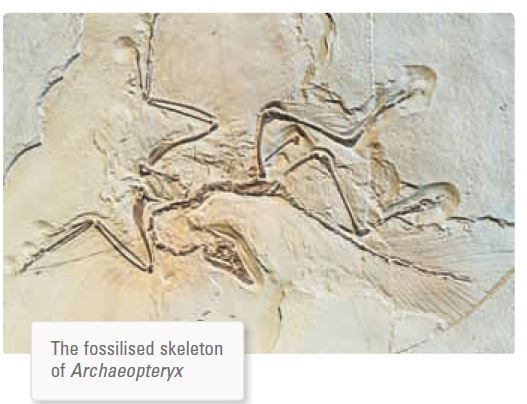 The fossilised skeleton
of Archaeopteryx